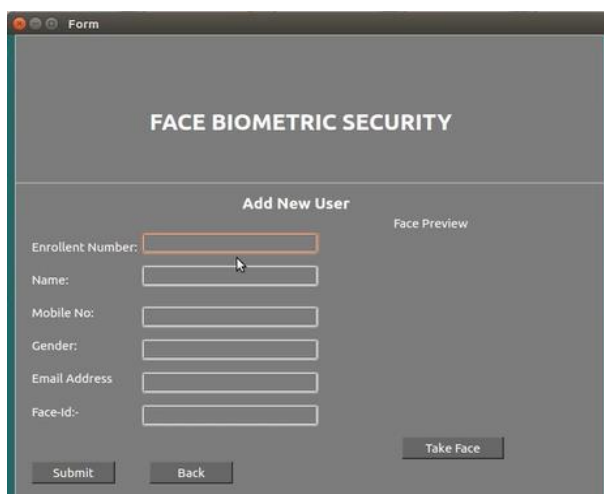 Form
FACE BIOMETRIC SECURITY
Add New User
Face Preview
Enrollent Number:
Name:
Mobile No:
Gender:
Email Address
Face-Id:-
Take Face
Submit Back